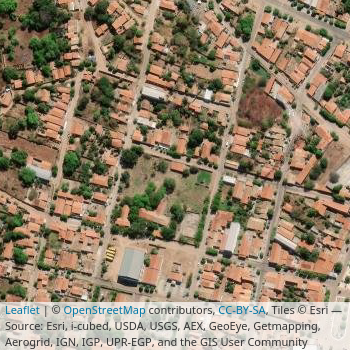 Leaflet | © OpenStreetMap contributors, CC-BY-SA, Tiles © Esri —
Source: Esri, i-cubed, USDA, USGS, AEX, GeoEye, Getmapping,
Aerogrid, IGN, IGP, UPR-EGP, and the GIS User Community